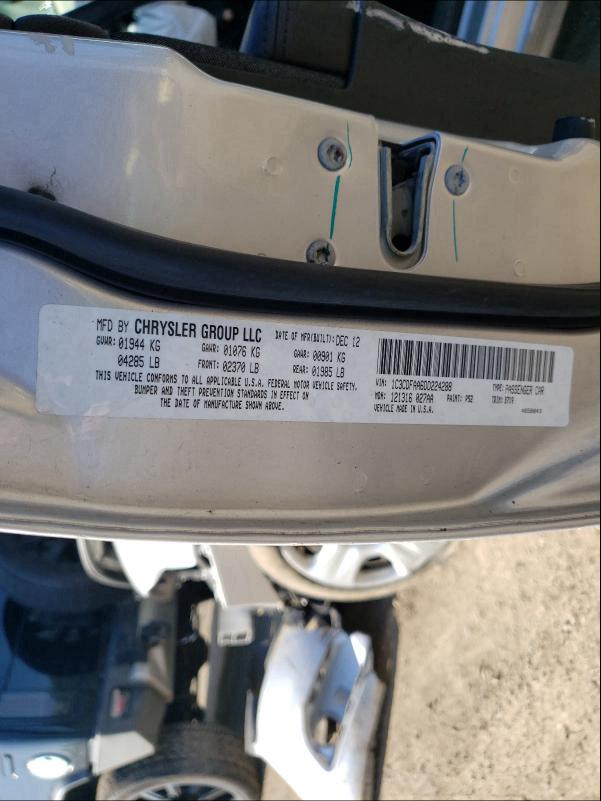 MFD BY CHRYSLER GROUP LLC DATE OF MFR(BUILT): DEC 12
GVWR: 01944 KG GAWR: 01076 KG GAWR: 00901 KG
04285 LB FRONT: 02370 LB REAR: 01985 LB
THIS VEHICLE CONFORMS TO ALL APPLICABLE U.S.A. FEDERAL MOTOR VEHICLE SAFETY,
BUMPER AND THEFT PREVENTION STANDARDS IN EFFECT ON
THE DATE OF MANUFACTURE SHOWN ABOVE.
VIN: 1C3CDFAA6DD224288 TYPE: PASSENGER CAR
MDH: 121316 027AA PAINT: PS2 TRIM:
VEHICLE MADE IN U.S.A.